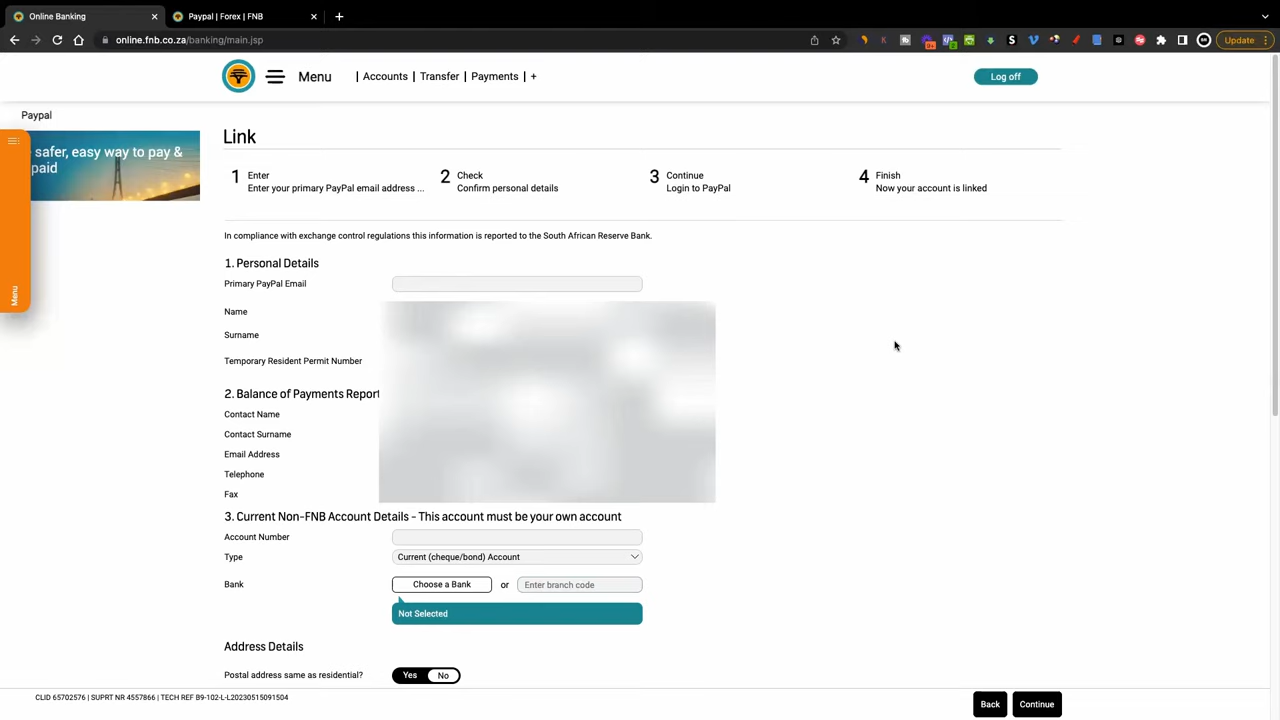 Online Banking
Paypal | Forex | FNB
online.fnb.co.za/banking/main.jsp
Update
Menu
| Accounts | Transfer | Payments | +
Log off
Paypal
safer, easy way to pay &
paid
Menu
Link
1 Enter
Enter your primary PayPal email address ...
2 Check
Confirm personal details
3 Continue
Login to PayPal
4 Finish
Now your account is linked
In compliance with exchange control regulations this information is reported to the South African Reserve Bank.
1. Personal Details
Primary PayPal Email
Name
Surname
Temporary Resident Permit Number
2. Balance of Payments Report
Contact Name
Contact Surname
Email Address
Telephone
Fax
3. Current Non-FNB Account Details - This account must be your own account
Account Number
Type Current (cheque/bond) Account
Bank Choose a Bank or Enter branch code
Not Selected
Address Details
Postal address same as residential? Yes No
CLID 65702576 | SUPRT NR 4557866 | TECH REF B9-102-L-L20230515091504
Back Continue